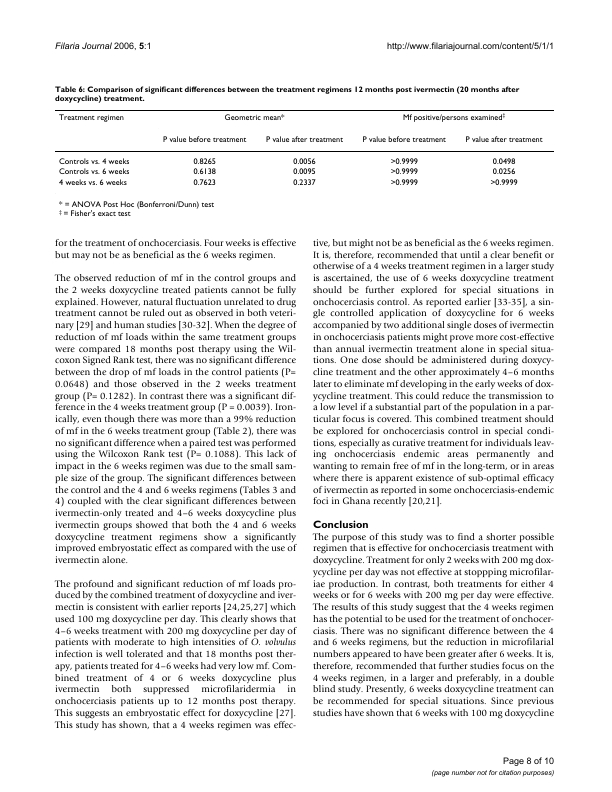 Filaria Journal 2006, 5:1
http://www.filariajournal.com/content/5/1/1
Table 6: Comparison of significant differences between the treatment regimens 12 months post ivermectin (20 months after
doxycycline) treatment.
Treatment regimen Geometric mean* Mf positive/persons examined‡
P value before treatment P value after treatment P value before treatment P value after treatment
Controls vs. 4 weeks 0.8265 0.0056 >0.9999 0.0498
Controls vs. 6 weeks 0.6138 0.0095 >0.9999 0.0256
4 weeks vs. 6 weeks 0.7623 0.2337 >0.9999 >0.9999
* = ANOVA Post Hoc (Bonferroni/Dunn) test
‡ = Fisher's exact test
for the treatment of onchocerciasis. Four weeks is effective
but may not be as beneficial as the 6 weeks regimen.
The observed reduction of mf in the control groups and
the 2 weeks doxycycline treated patients cannot be fully
explained. However, natural fluctuation unrelated to drug
treatment cannot be ruled out as observed in both veteri-
nary [29] and human studies [30-32]. When the degree of
reduction of mf loads within the same treatment groups
were compared 18 months post therapy using the Wil-
coxon Signed Rank test, there was no significant difference
between the drop of mf loads in the control patients (P=
0.0648) and those observed in the 2 weeks treatment
group (P= 0.1282). In contrast there was a significant dif-
ference in the 4 weeks treatment group (P = 0.0039). Iron-
ically, even though there was more than a 99% reduction
of mf in the 6 weeks treatment group (Table 2), there was
no significant difference when a paired test was performed
using the Wilcoxon Rank test (P= 0.1088). This lack of
impact in the 6 weeks regimen was due to the small sam-
ple size of the group. The significant differences between
the control and the 4 and 6 weeks regimens (Tables 3 and
4) coupled with the clear significant differences between
ivermectin-only treated and 4–6 weeks doxycycline plus
ivermectin groups showed that both the 4 and 6 weeks
doxycycline treatment regimens show a significantly
improved embryostatic effect as compared with the use of
ivermectin alone.
The profound and significant reduction of mf loads pro-
duced by the combined treatment of doxycycline and iver-
mectin is consistent with earlier reports [24,25,27] which
used 100 mg doxycycline per day. This clearly shows that
4–6 weeks treatment with 200 mg doxycycline per day of
patients with moderate to high intensities of O. volvulus
infection is well tolerated and that 18 months post ther-
apy, patients treated for 4–6 weeks had very low mf. Com-
bined treatment of 4 or 6 weeks doxycycline plus
ivermectin both suppressed microfilaridermia in
onchocerciasis patients up to 12 months post therapy.
This suggests an embryostatic effect for doxycycline [27].
This study has shown, that a 4 weeks regimen was effec-
tive, but might not be as beneficial as the 6 weeks regimen.
It is, therefore, recommended that until a clear benefit or
otherwise of a 4 weeks treatment regimen in a larger study
is ascertained, the use of 6 weeks doxycycline treatment
should be further explored for special situations in
onchocerciasis control. As reported earlier [33-35], a sin-
gle controlled application of doxycycline for 6 weeks
accompanied by two additional single doses of ivermectin
in onchocerciasis patients might prove more cost-effective
than annual ivermectin treatment alone in special situa-
tions. One dose should be administered during doxycy-
cline treatment and the other approximately 4–6 months
later to eliminate mf developing in the early weeks of dox-
ycycline treatment. This could reduce the transmission to
a low level if a substantial part of the population in a par-
ticular focus is covered. This combined treatment should
be explored for onchocerciasis control in special condi-
tions, especially as curative treatment for individuals leav-
ing onchocerciasis endemic areas permanently and
wanting to remain free of mf in the long-term, or in areas
where there is apparent existence of sub-optimal efficacy
of ivermectin as reported in some onchocerciasis-endemic
foci in Ghana recently [20,21].
Conclusion
The purpose of this study was to find a shorter possible
regimen that is effective for onchocerciasis treatment with
doxycycline. Treatment for only 2 weeks with 200 mg dox-
ycycline per day was not effective at stoppping microfilar-
iae production. In contrast, both treatments for either 4
weeks or for 6 weeks with 200 mg per day were effective.
The results of this study suggest that the 4 weeks regimen
has the potential to be used for the treatment of onchocer-
ciasis. There was no significant difference between the 4
and 6 weeks regimens, but the reduction in microfilarial
numbers appeared to have been greater after 6 weeks. It is,
therefore, recommended that further studies focus on the
4 weeks regimen, in a larger and preferably, in a double
blind study. Presently, 6 weeks doxycycline treatment can
be recommended for special situations. Since previous
studies have shown that 6 weeks with 100 mg doxycycline
Page 8 of 10
(page number not for citation purposes)